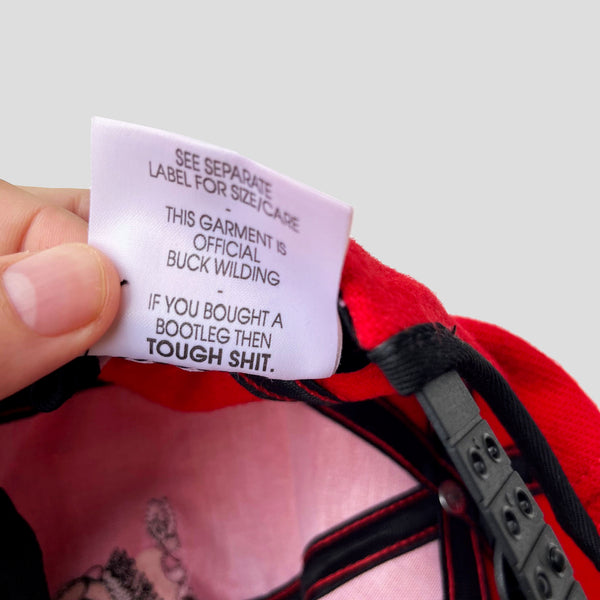 SEE SEPARATE
LABEL FOR SIZE/CARE
-
THIS GARMENT IS
OFFICIAL
BUCK WILDING
-
IF YOU BOUGHT A
BOOTLEG THEN
TOUGH SHIT.